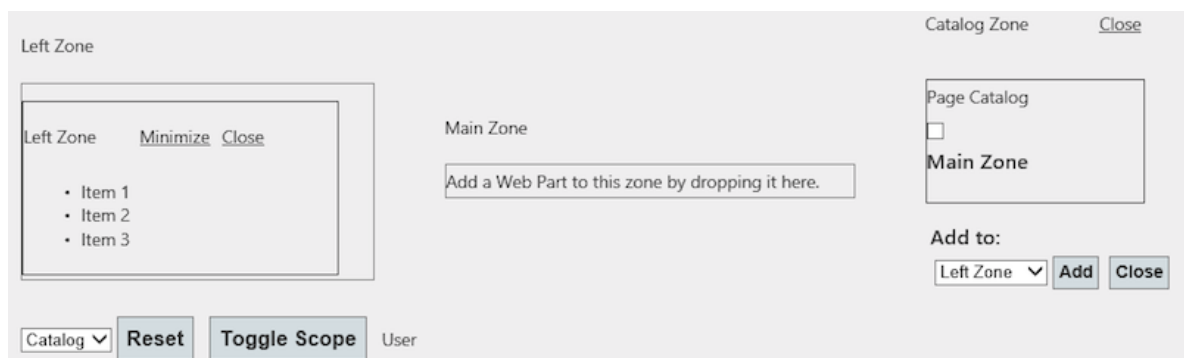 Left Zone
Left Zone Minimize Close
• Item 1
• Item 2
• Item 3
Main Zone
Add a Web Part to this zone by dropping it here.
Catalog Zone Close
Page Catalog
Main Zone
Add to:
Left Zone Add Close
Catalog Reset Toggle Scope User